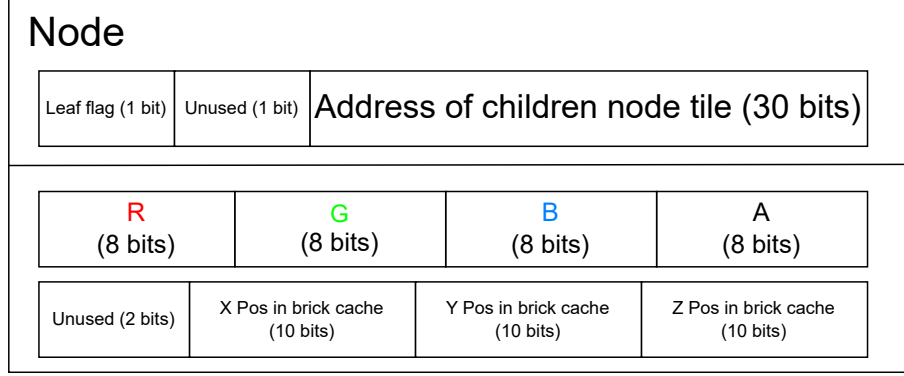 Node
Leaf flag (1 bit) Unused (1 bit) Address of children node tile (30 bits)
R G B A
(8 bits) (8 bits) (8 bits) (8 bits)
Unused (2 bits) X Pos in brick cache Y Pos in brick cache Z Pos in brick cache
(10 bits) (10 bits) (10 bits)